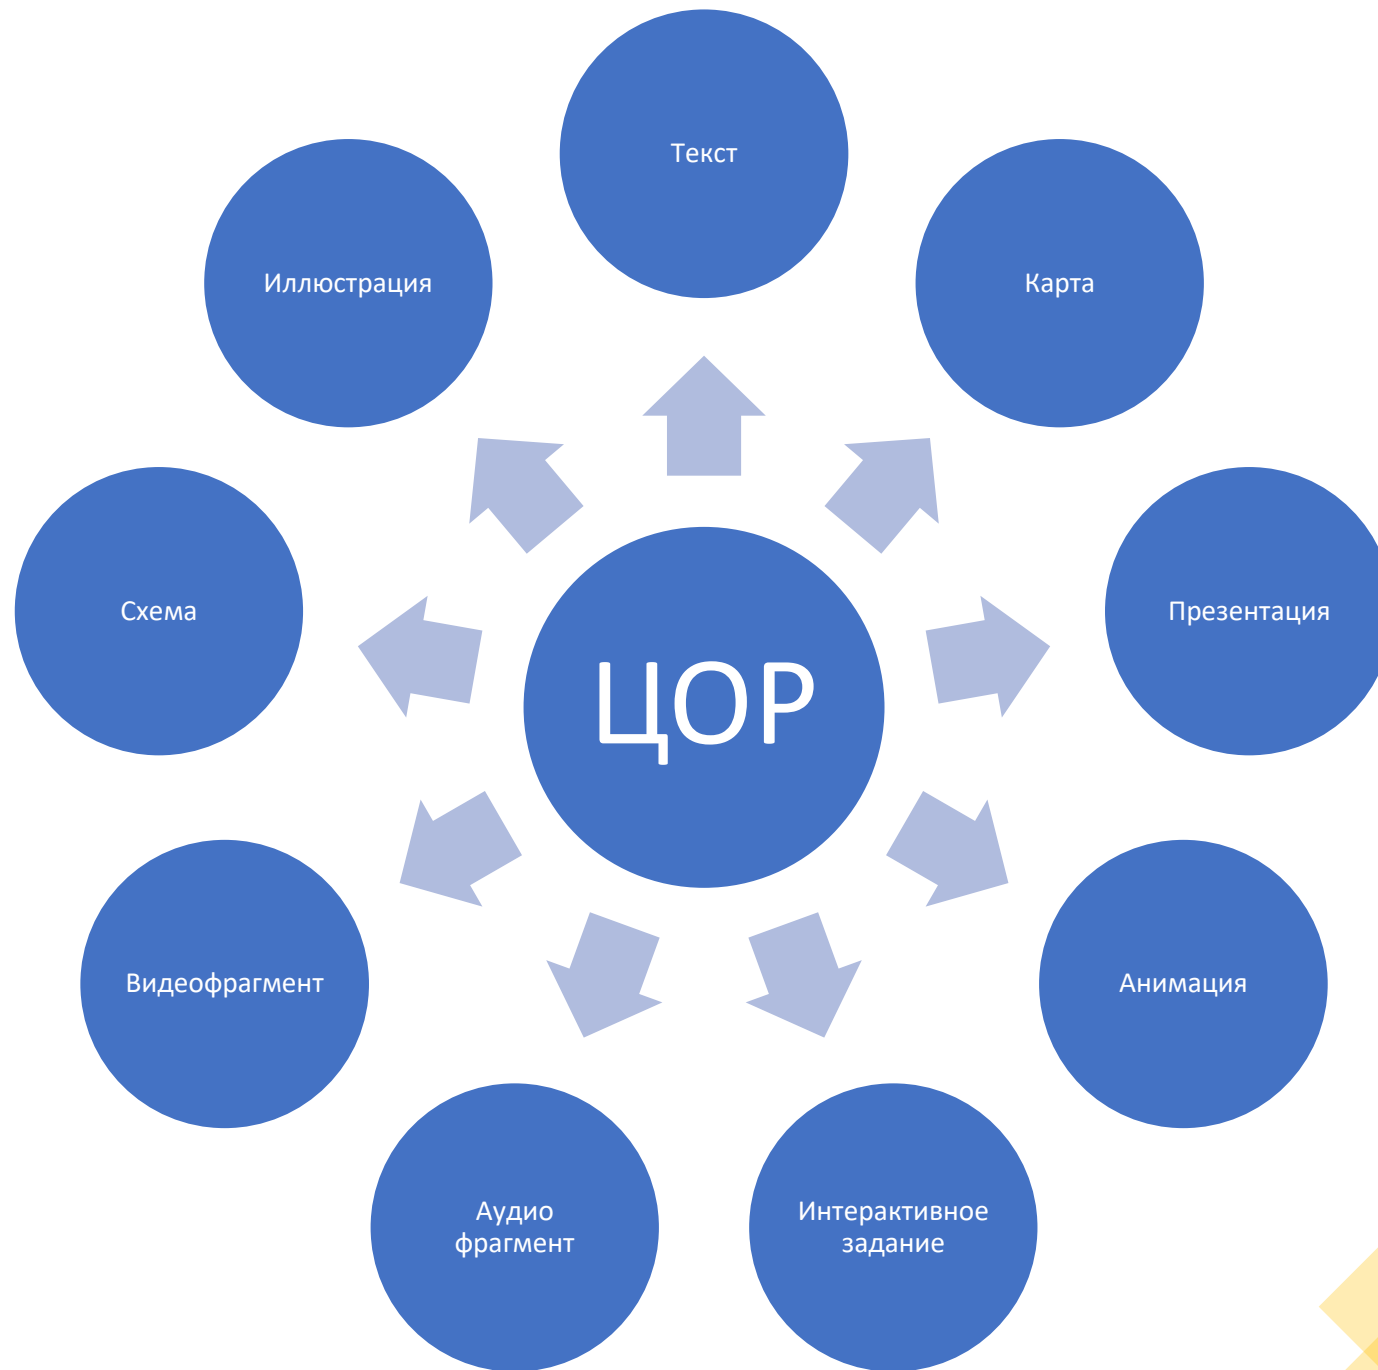 Текст
Иллюстрация
Карта
Схема
Презентация
ЦОР
Видеофрагмент
Анимация
Аудио
фрагмент
Интерактивное
задание